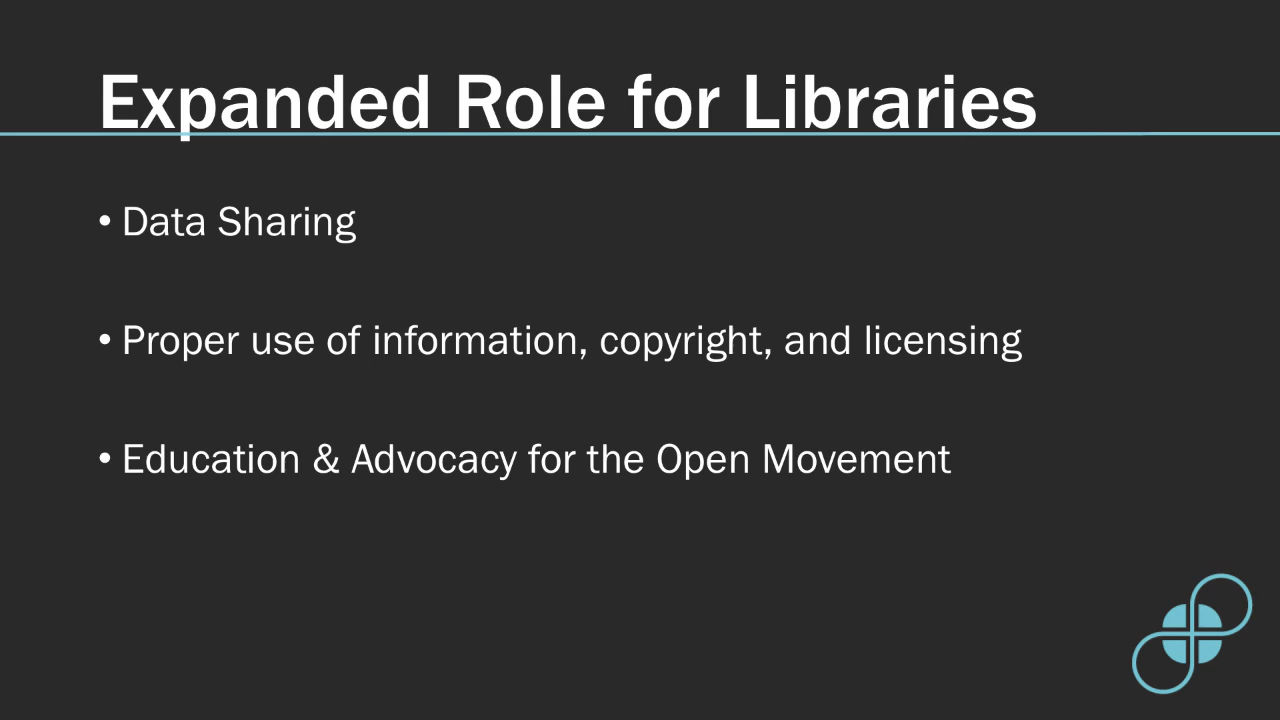 Expanded Role for Libraries
• Data Sharing
• Proper use of information, copyright, and licensing
• Education & Advocacy for the Open Movement